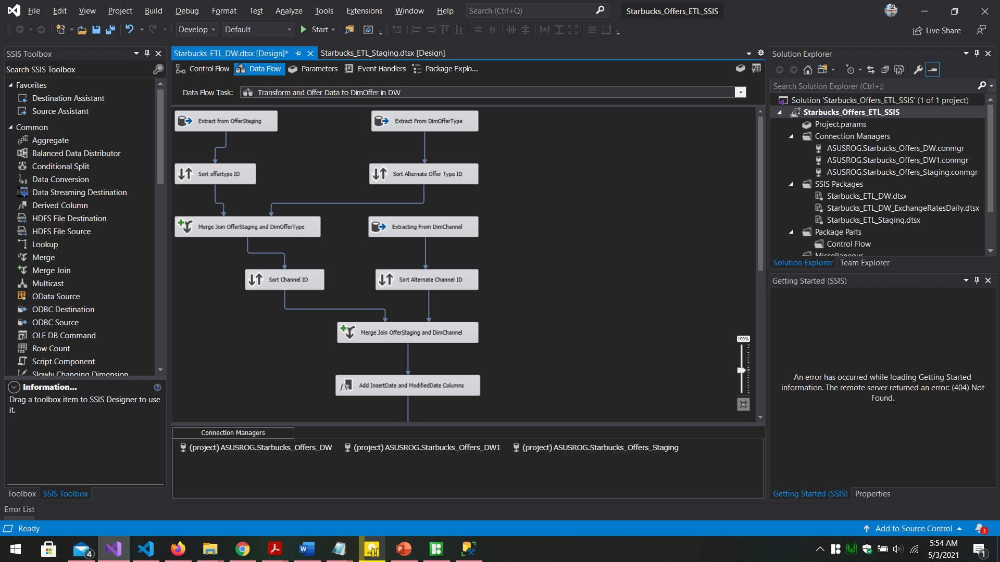 File Edit View Project Build Debug Format Test Analyze Tools Extensions Window Help Search (Ctrl+Q) Starbucks_Offers_ETL_SSIS
Develop Default Start Live Share
SSIS Toolbox
Search SSIS Toolbox
Favorites
Destination Assistant
Source Assistant
Common
Aggregate
Balanced Data Distributor
Conditional Split
Data Conversion
Data Streaming Destination
Derived Column
HDFS File Destination
HDFS File Source
Lookup
Merge
Merge Join
Multicast
OData Source
ODBC Destination
ODBC Source
OLE DB Command
Row Count
Script Component
Slowly Changing Dimension
Information...
Drag a toolbox item to SSIS Designer to use
it.
Toolbox SSIS Toolbox
Error List
Starbucks_ETL_DW.dtsx [Design]* Starbucks_ETL_Staging.dtsx [Design]
Control Flow Data Flow Parameters Event Handlers Package Explo...
Data Flow Task: Transform and Offer Data to DimOffer in DW
Extract from OfferStaging
Extract From DimOfferType
Sort offertype ID
Sort Alternate Offer Type ID
Merge Join OfferStaging and DimOfferType
Extracting From DimChannel
Sort Channel ID
Sort Alternate Channel ID
Merge Join OfferStaging and DimChannel
Add InsertDate and ModifiedDate Columns
100%
Connection Managers
(project) ASUSROG.Starbucks_Offers_DW (project) ASUSROG.Starbucks_Offers_DW1 (project) ASUSROG.Starbucks_Offers_Staging
Solution Explorer
Search Solution Explorer (Ctrl+;)
Solution 'Starbucks_Offers_ETL_SSIS' (1 of 1 project)
Starbucks_Offers_ETL_SSIS
Project.params
Connection Managers
ASUSROG.Starbucks_Offers_DW.conmgr
ASUSROG.Starbucks_Offers_DW1.conmgr
ASUSROG.Starbucks_Offers_Staging.conmgr
SSIS Packages
Starbucks_ETL_DW.dtsx
Starbucks_ETL_DW_ExchangeRatesDaily.dtsx
Starbucks_ETL_Staging.dtsx
Package Parts
Control Flow
Miscellaneous
Solution Explorer Team Explorer
Getting Started (SSIS)
An error has occurred while loading Getting Started
information. The remote server returned an error: (404) Not
Found.
Getting Started (SSIS) Properties
Ready Add to Source Control 3
4
5:54 AM
5/3/2021
1